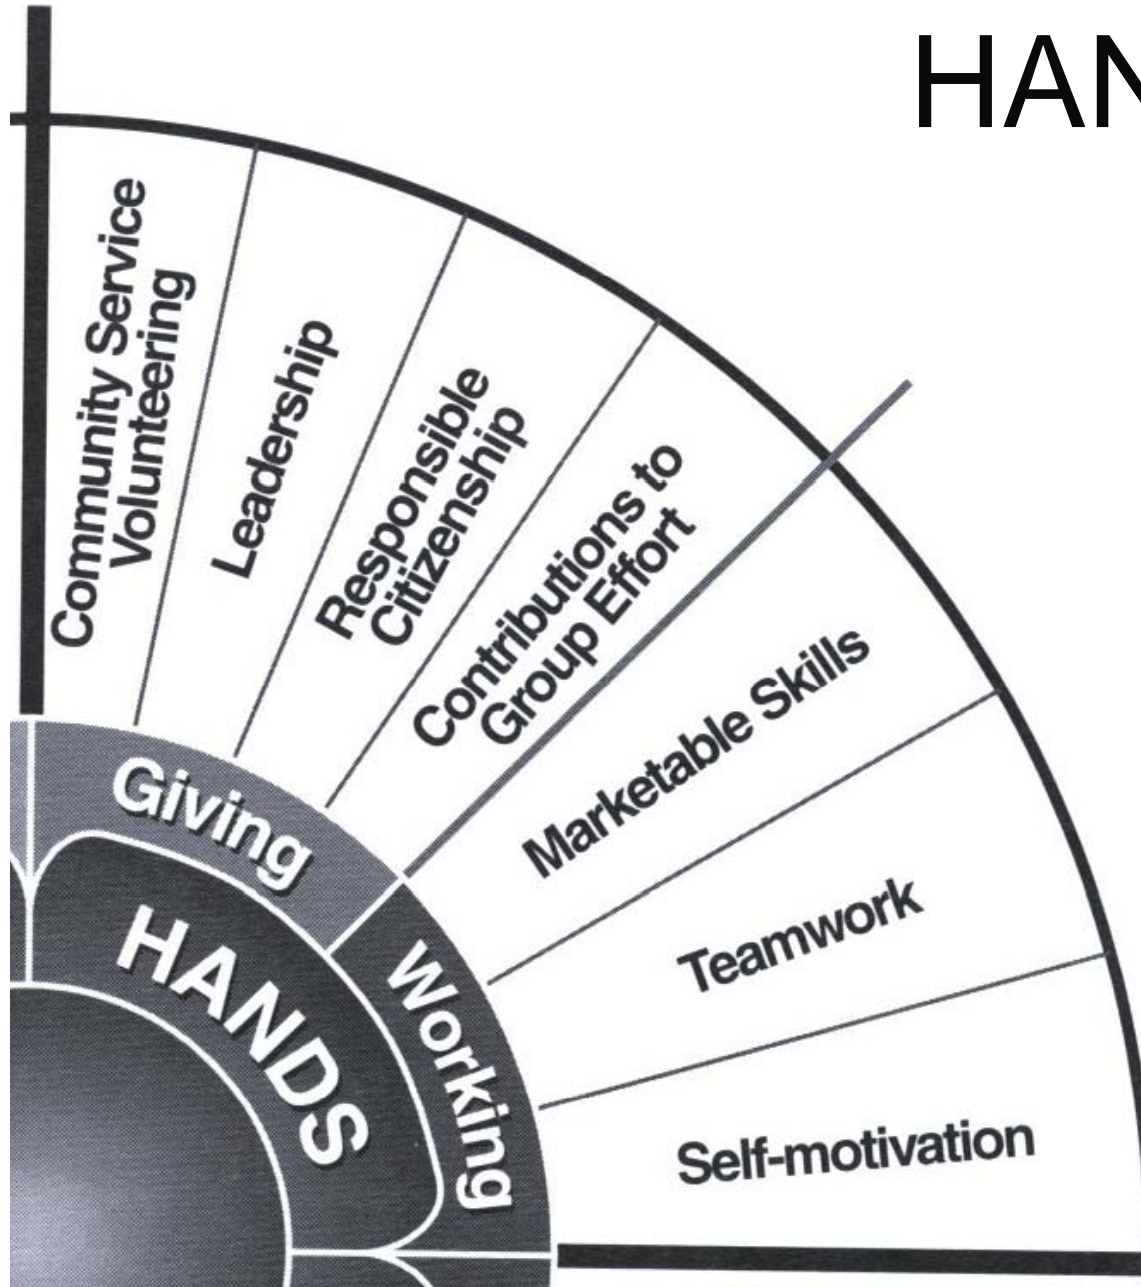 HAN
Community Service
Volunteering
Leadership
Responsible
Citizenship
Contributions to
Group Effort
Marketable Skills
Teamwork
Self-motivation
Giving
Working
HANDS